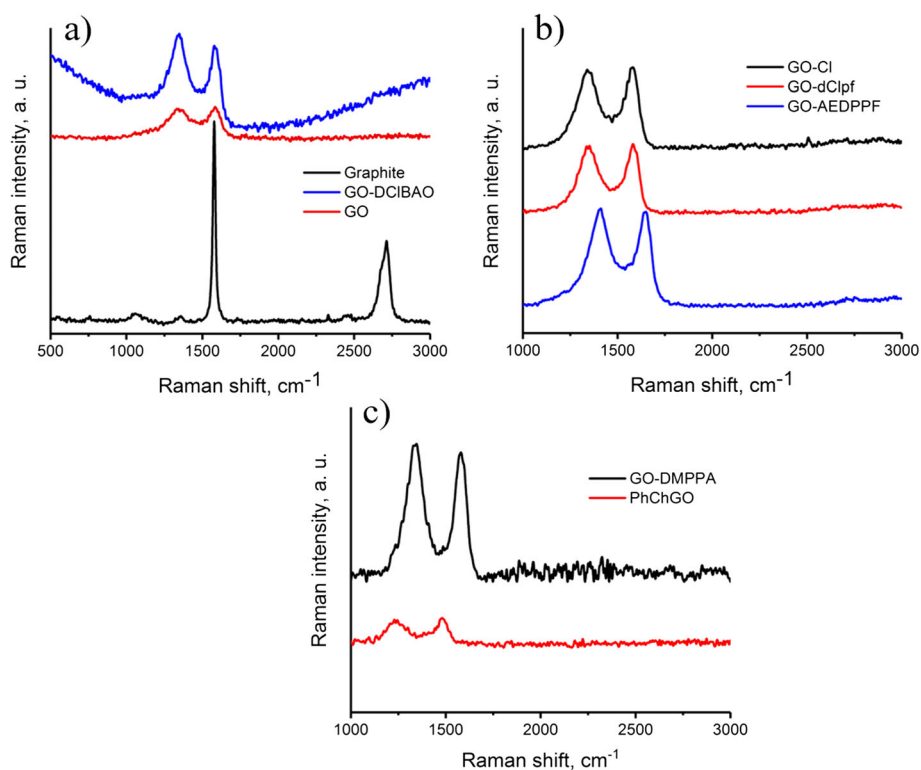 a)
Raman intensity, a. u.
Graphite
GO-DClBAO
GO
500 1000 1500 2000 2500 3000
Raman shift, cm-1
b)
Raman intensity, a. u.
GO-Cl
GO-dClpf
GO-AEDPPF
1000 1500 2000 2500 3000
Raman shift, cm-1
c)
Raman intensity, a. u.
GO-DMPPA
PhChGO
1000 1500 2000 2500 3000
Raman shift, cm-1